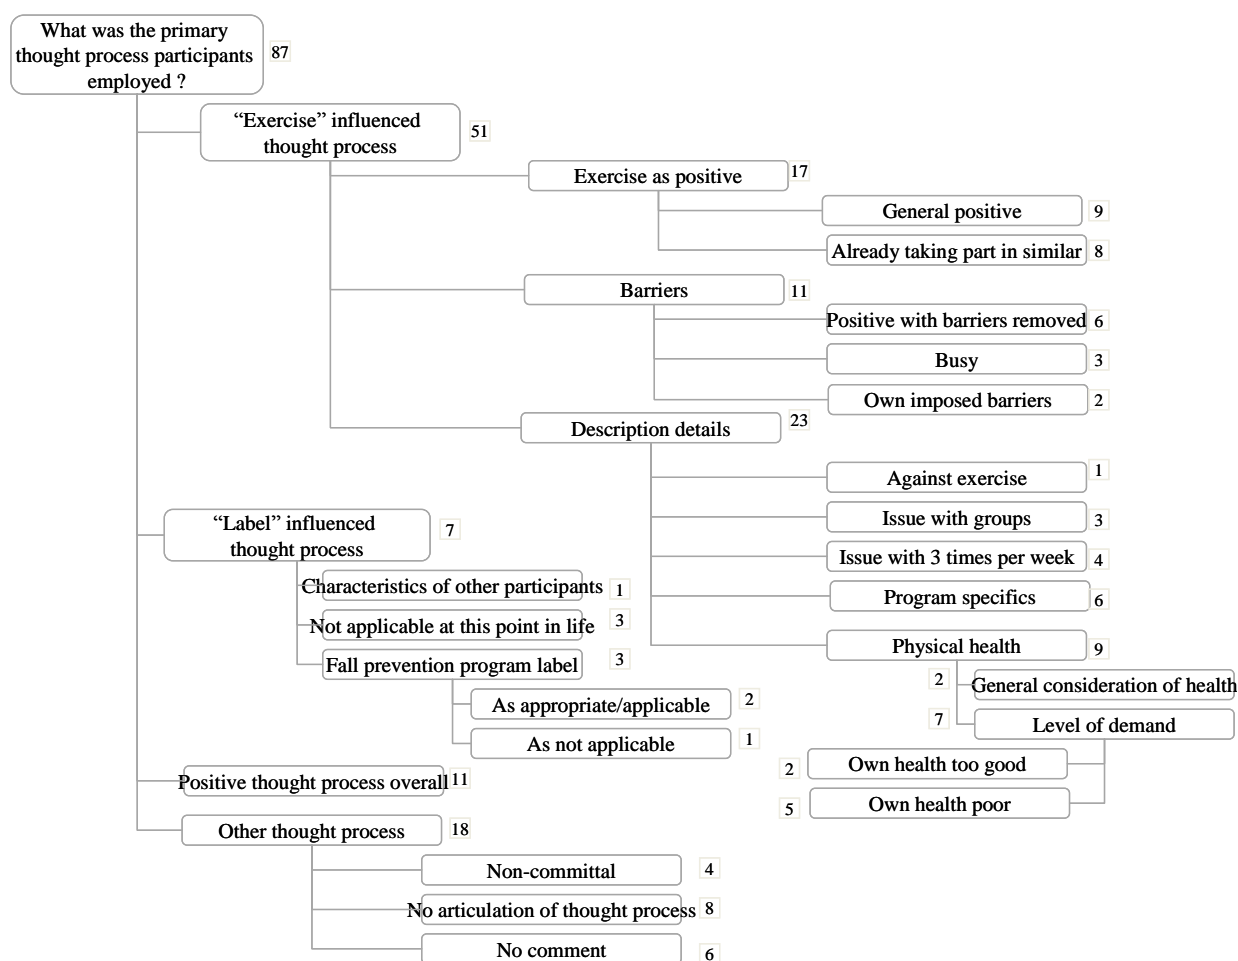 What was the primary
thought process participants
employed ?
87
“Exercise” influenced
thought process
51
Exercise as positive
17
General positive
9
Already taking part in similar
8
Barriers
11
Positive with barriers removed
6
Busy
3
Own imposed barriers
2
Description details
23
Against exercise
1
Issue with groups
3
Issue with 3 times per week
4
Program specifics
6
Physical health
9
2
General consideration of health
7
Level of demand
Own health too good
2
Own health poor
5
“Label” influenced
thought process
7
Characteristics of other participants
1
Not applicable at this point in life
3
Fall prevention program label
3
As appropriate/applicable
2
As not applicable
1
Positive thought process overall
11
Other thought process
18
Non-committal
4
No articulation of thought process
8
No comment
6